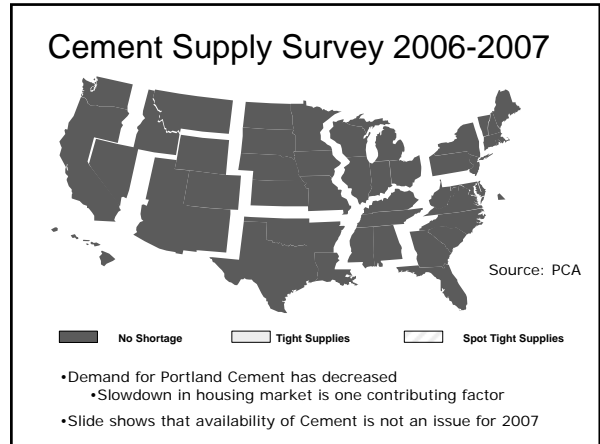 Cement Supply Survey 2006-2007
Source: PCA
No Shortage
Tight Supplies
Spot Tight Supplies
•Demand for Portland Cement has decreased
•Slowdown in housing market is one contributing factor
•Slide shows that availability of Cement is not an issue for 2007